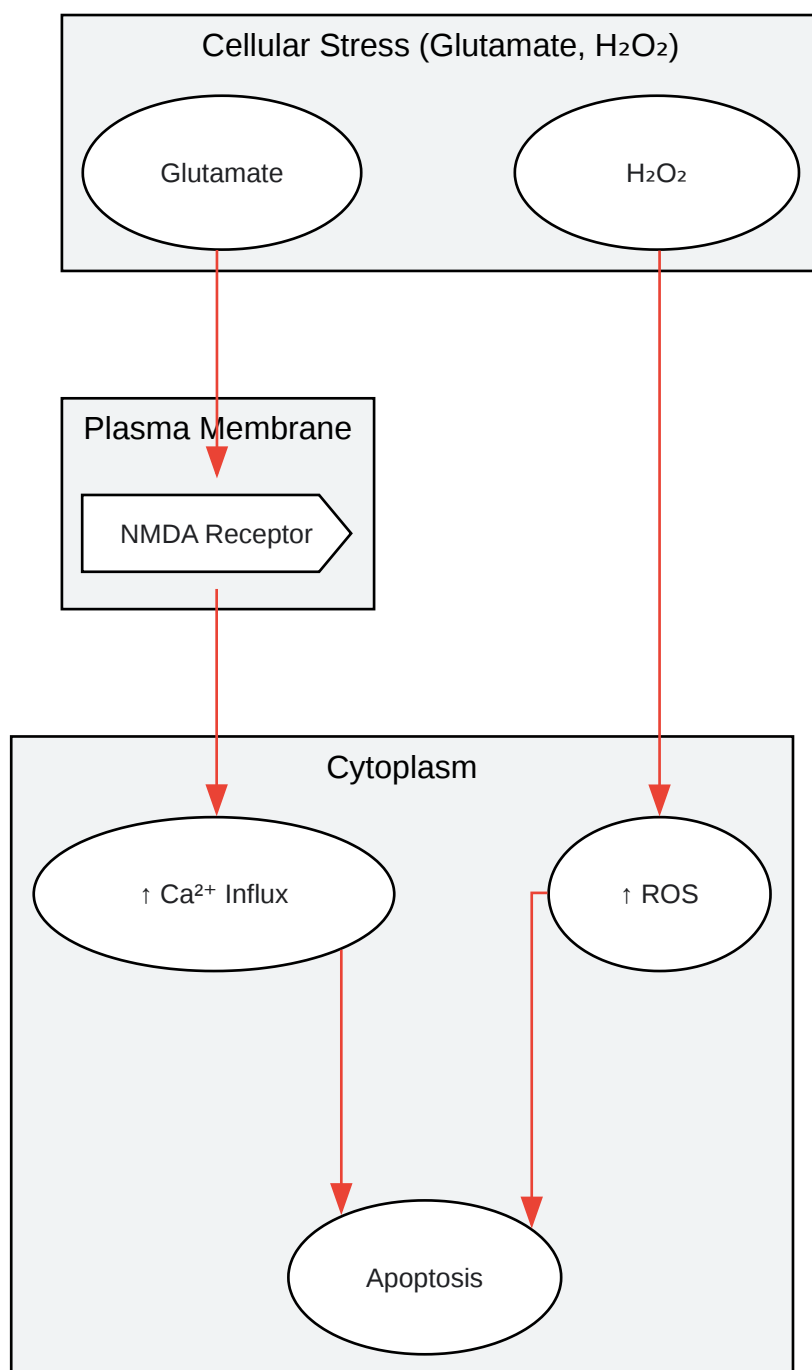 Cellular Stress (Glutamate, H₂O₂)
Glutamate
H₂O₂
Plasma Membrane
NMDA Receptor
Cytoplasm
↑ Ca²⁺ Influx
↑ ROS
Apoptosis